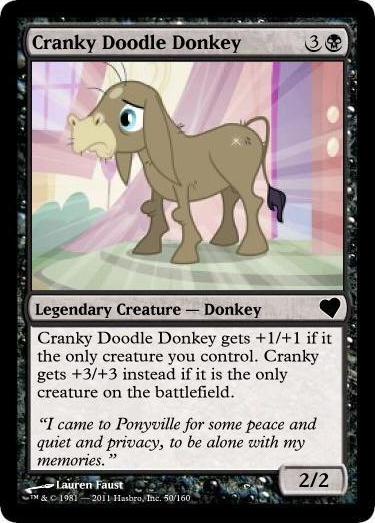 Cranky Doodle Donkey 3
Legendary Creature — Donkey
Cranky Doodle Donkey gets +1/+1 if it
the only creature you control. Cranky
gets +3/+3 instead if it is the only
creature on the battlefield.
“I came to Ponyville for some peace and
quiet and privacy, to be alone with my
memories.”
Lauren Faust
™ & © 1981 — 2011 Hasbro, Inc. 50/160
2/2